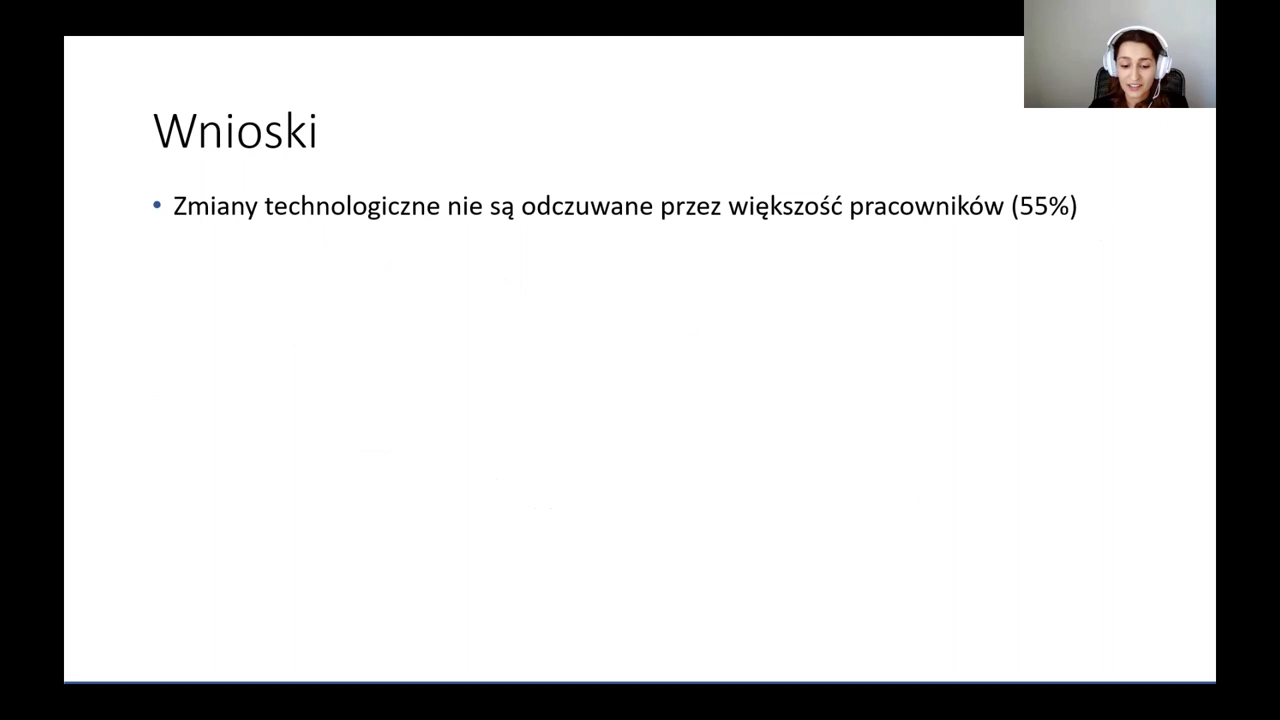 Wnioski
• Zmiany technologiczne nie są odczuwane przez większość pracowników (55%)